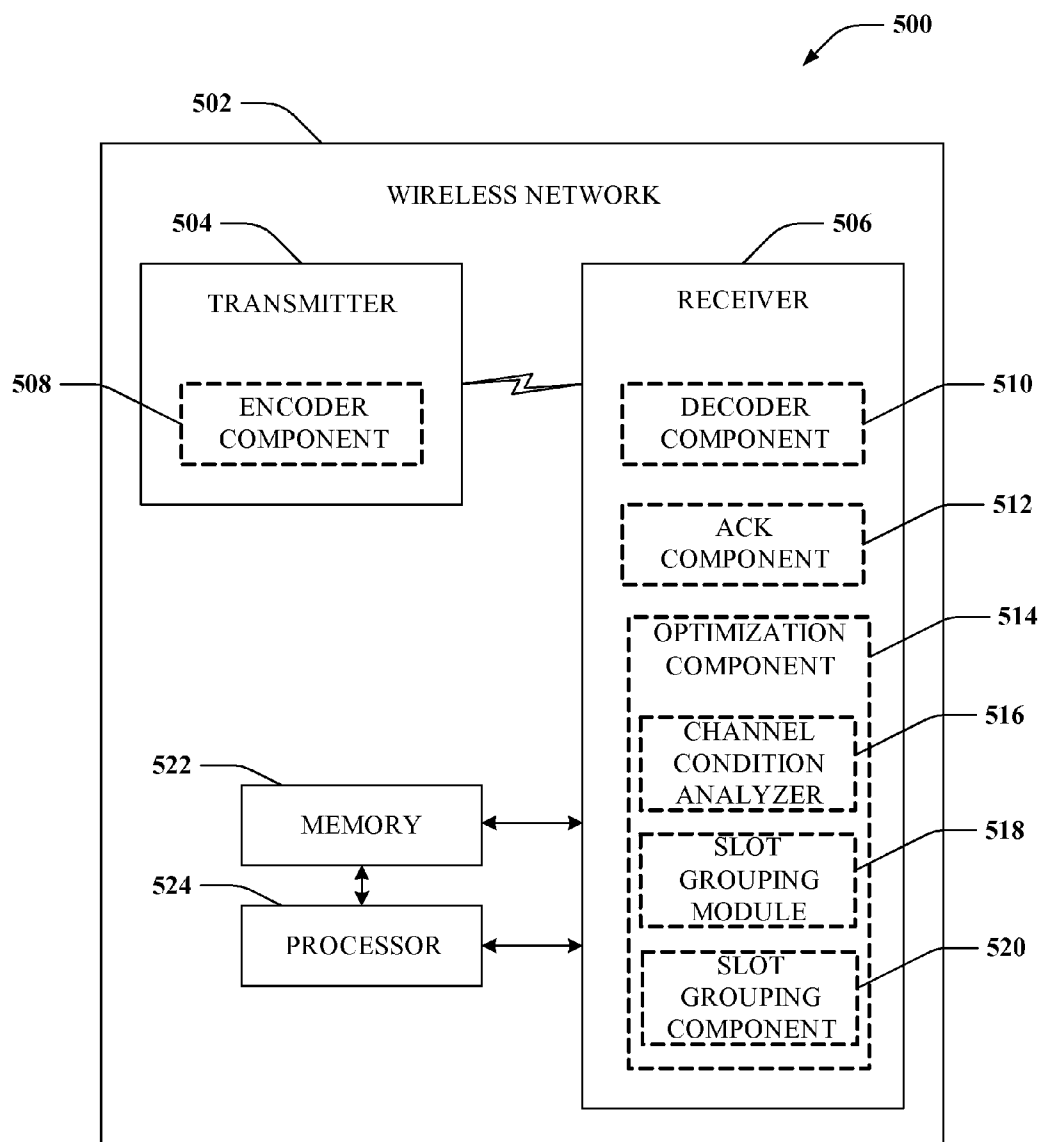 500
502
WIRELESS NETWORK
504
506
TRANSMITTER
RECEIVER
508
ENCODER
COMPONENT
DECODER
COMPONENT
510
ACK
COMPONENT
512
OPTIMIZATION
COMPONENT
514
CHANNEL
CONDITION
ANALYZER
516
522
MEMORY
SLOT
GROUPING
MODULE
518
524
PROCESSOR
SLOT
GROUPING
COMPONENT
520